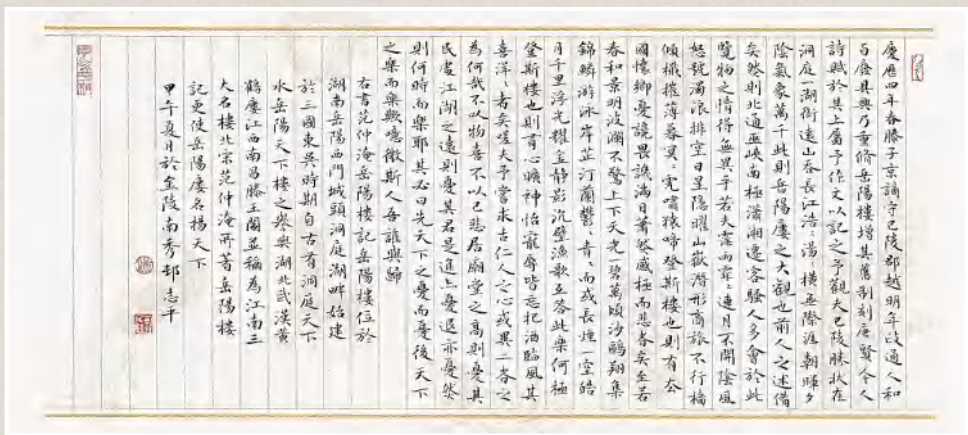 慶曆四年春滕子京謫守巴陵郡越明年政通人和
百廢具興乃重脩岳陽樓增其舊制刻唐賢今人
詩賦於其上屬予作文以記之予觀夫巴陵勝狀在
洞庭一湖銜遠山吞長江浩々湯々橫無際涯朝暉夕
陰氣象萬千此則岳陽樓之大觀也前人之述備
矣然則北通巫峽南極瀟湘遷客騷人多會於此
覽物之情得無異乎若夫霪雨霏々連月不開陰風
怒號濁浪排空日星隱曜山嶽潛形商旅不行檣
傾檝摧薄暮冥々虎嘯猿啼登斯樓也則有去
國懷鄉憂讒畏譏滿目蕭然感極而悲者矣至若
春和景明波瀾不驚上下天光一碧萬頃沙鷗翔集
錦鱗游泳岸芷汀蘭鬱々青々而或長煙一空皓
月千里浮光耀金靜影沉璧漁歌互答此樂何極
登斯樓也則有心曠神怡寵辱皆忘把酒臨風其
喜洋々者矣嗟夫予嘗求古仁人之心或異二者之
為何哉不以物喜不以己悲居廟堂之高則憂其
民處江湖之遠則憂其君是進亦憂退亦憂然
則何時而樂耶其必曰先天下之憂而憂後天下
之樂而樂歟噫微斯人吾誰與歸
右書范仲淹岳陽樓記岳陽樓位於
湖南岳陽西門城頭洞庭湖畔始建
於三國東吳時期自古有洞庭天下
水岳陽天下樓之譽與湖北武漢黃
鶴樓江西南昌滕王閣並稱為江南三
大名樓北宋范仲淹所著岳陽樓
記更使岳陽樓名揚天下
甲午夏月於金陵南秀邨志平